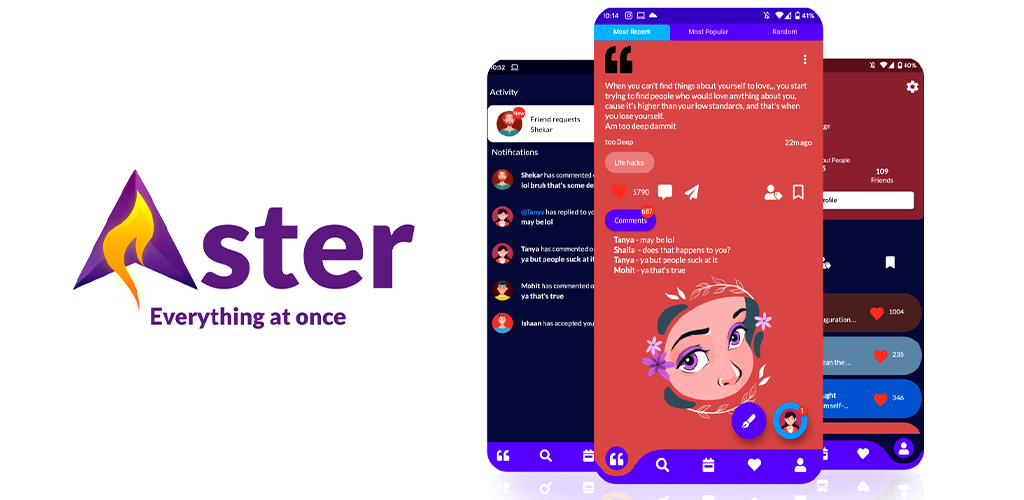 Aster
Everything at once
10:52
Activity
New
Friend requests
Shekar
Notifications
Shekar has commented
lol bruh that's some de
@Tanya has replied to yo
may be lol
Tanya has commented o
ya but people suck at it
Mohit has commented o
ya that's true
Ishaan has accepted you
10:14
41%
Most Recent
Most Popular
Random
When you can't find things about yourself to love,.. you start
trying to find people who would love anything about you,
cause it's higher than your low standarcs, and that's when
you lose yourself.
Am too deep dammit
too Deep
22m ago
Life hacks
5790
687
Comments
Tanya - may be lol
Shaila - does that happens to you?
Tanya - ya but people suck at it
Mohit - ya that's true
1
40%
ge
out People
5
109
Friends
rofile
1004
guration...
235
ean the ...
346
ught
mself-...